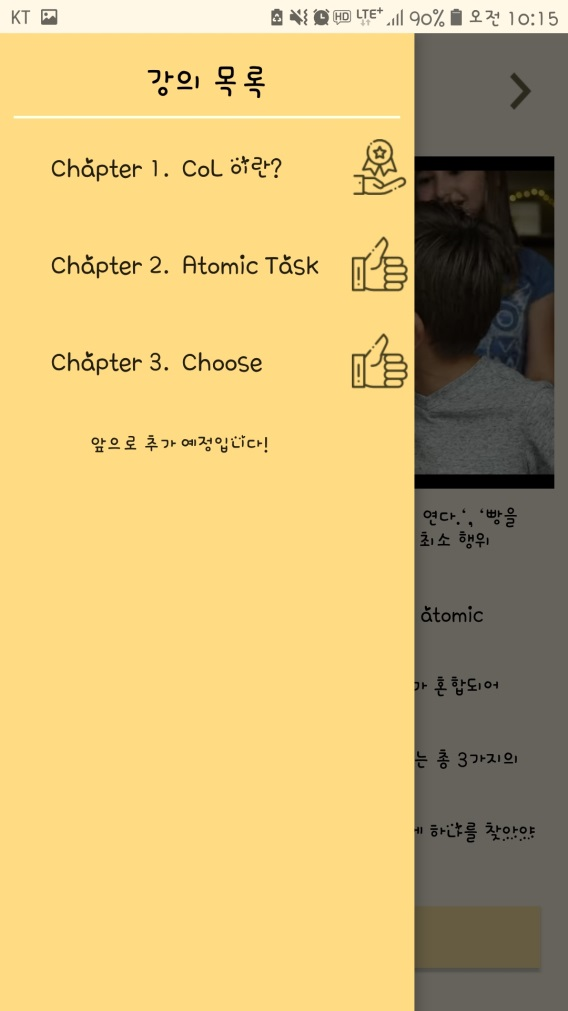 KT HD LTE+ 90% 오전 10:15
강의 목록
Chapter 1. CoL 이란?
Chapter 2. Atomic Task
Chapter 3. Choose
앞으로 추가 예정입니다!
연다.‘, ‘빵을
최소 행위
atomic
가 혼합되어
는 총 3가지의
에 하나를 찾아야